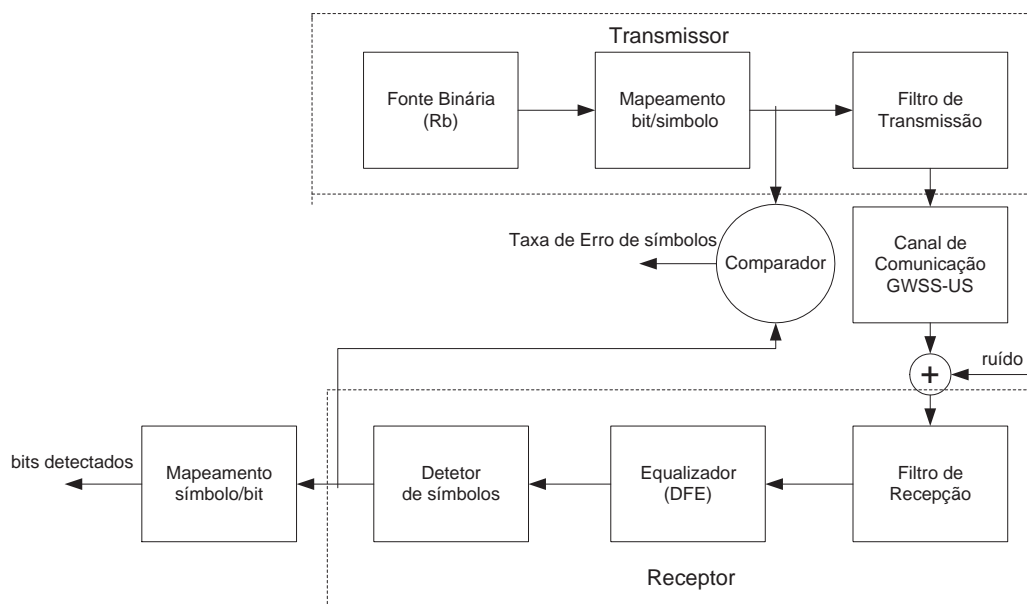 Transmissor
Fonte Binária
(Rb)
Mapeamento
bit/simbolo
Filtro de
Transmissão
Taxa de Erro de símbolos
Comparador
Canal de
Comunicação
GWSS-US
+
ruído
bits detectados
Mapeamento
símbolo/bit
Detetor
de símbolos
Equalizador
(DFE)
Filtro de
Recepção
Receptor